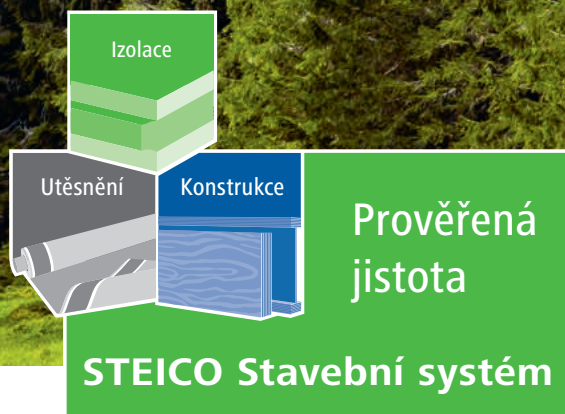 Izolace
Utěsnění
Konstrukce
Prověřená
jistota
STEICO Stavební systém